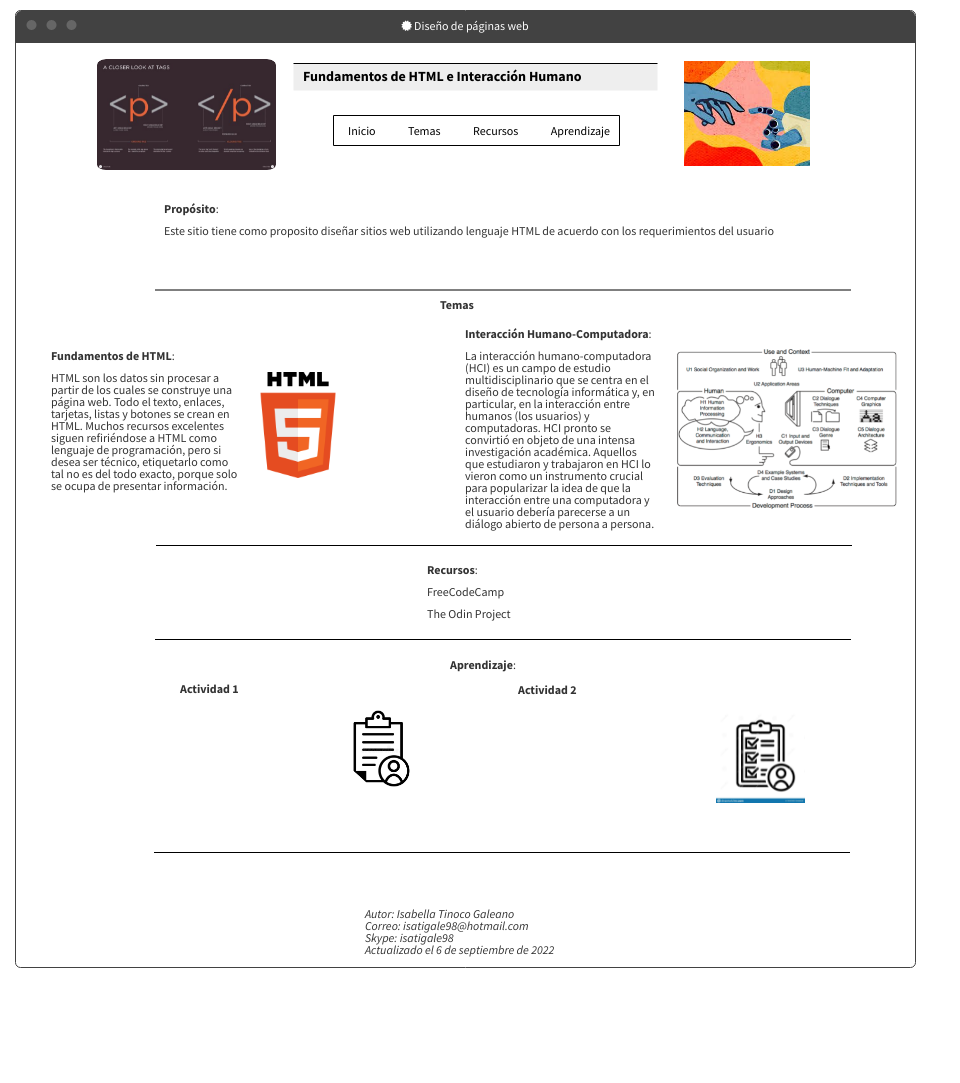 Diseño de páginas web
A CLOSER LOOK AT TAGS
<p>
</p>
Fundamentos de HTML e Interacción Humano
Inicio Temas Recursos Aprendizaje
Propósito:
Este sitio tiene como proposito diseñar sitios web utilizando lenguaje HTML de acuerdo con los requerimientos del usuario
Temas
Fundamentos de HTML:
HTML son los datos sin procesar a
partir de los cuales se construye una
página web. Todo el texto, enlaces,
tarjetas, listas y botones se crean en
HTML. Muchos recursos excelentes
siguen refiriéndose a HTML como
lenguaje de programación, pero si
desea ser técnico, etiquetarlo como
tal no es del todo exacto, porque solo
se ocupa de presentar información.
HTML
5
Interacción Humano-Computadora:
La interacción humano-computadora
(HCI) es un campo de estudio
multidisciplinario que se centra en el
diseño de tecnología informática y, en
particular, en la interacción entre
humanos (los usuarios) y
computadoras. HCI pronto se
convirtió en objeto de una intensa
investigación académica. Aquellos
que estudiaron y trabajaron en HCI lo
vieron como un instrumento crucial
para popularizar la idea de que la
interacción entre una computadora y
el usuario debería parecerse a un
diálogo abierto de persona a persona.
Use and Context
U1 Social Organization and Work
U3 Human-Machine Fit and Adaptation
U2 Application Areas
Human
Computer
H1 Human
Information
Processing
C2 Dialogue
Techniques
C4 Computer
Graphics
H2 Language,
Communication
and Interaction
H3
Ergonomics
C1 Input and
Output Devices
C3 Dialogue
Genre
C5 Dialogue
Architecture
D4 Example Systems
and Case Studies
D3 Evaluation
Techniques
D2 Implementation
Techniques and Tools
D1 Design
Approaches
Development Process
Recursos:
FreeCodeCamp
The Odin Project
Aprendizaje:
Actividad 1
Actividad 2
Autor: Isabella Tinoco Galeano
Correo: isatigale98@hotmail.com
Skype: isatigale98
Actualizado el 6 de septiembre de 2022